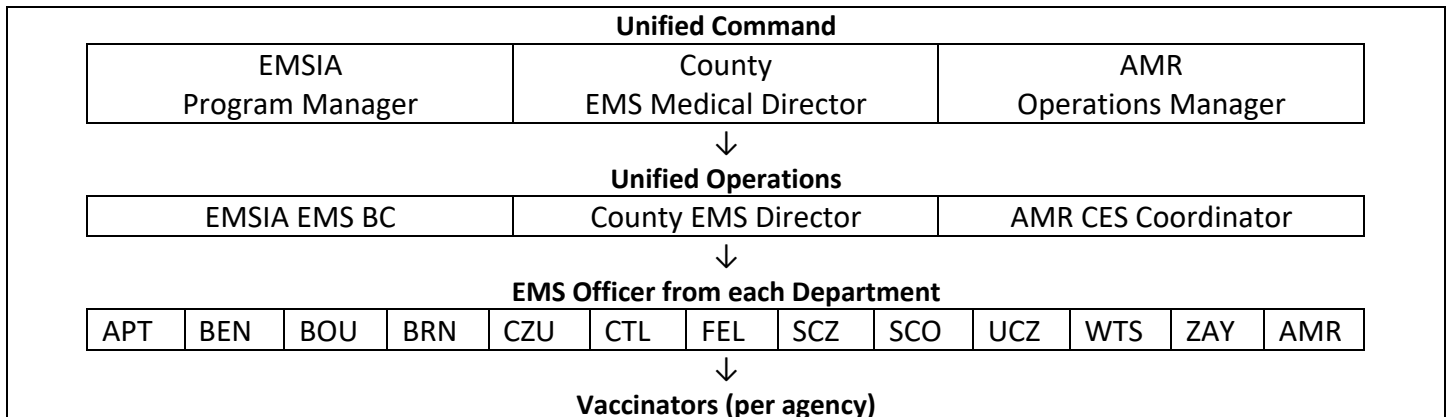 Unified Command
EMSIA County AMR
Program Manager EMS Medical Director Operations Manager
↓
Unified Operations
EMSIA EMS BC County EMS Director AMR CES Coordinator
↓
EMS Officer from each Department
APT BEN BOU BRN CZU CTL FEL SCZ SCO UCZ WTS ZAY AMR
↓
Vaccinators (per agency)